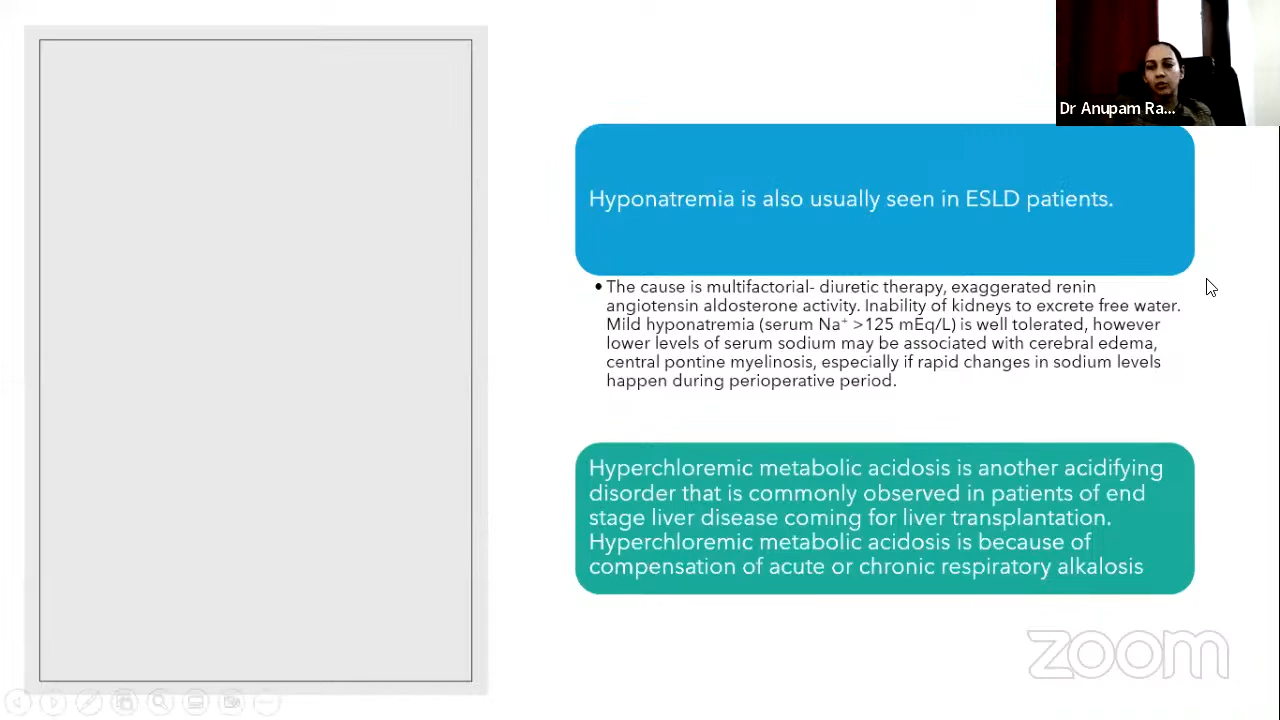 Dr Anupam Ra...
Hyponatremia is also usually seen in ESLD patients.
• The cause is multifactorial- diuretic therapy, exaggerated renin
angiotensin aldosterone activity. Inability of kidneys to excrete free water.
Mild hyponatremia (serum Na⁺ >125 mEq/L) is well tolerated, however
lower levels of serum sodium may be associated with cerebral edema,
central pontine myelinosis, especially if rapid changes in sodium levels
happen during perioperative period.
Hyperchloremic metabolic acidosis is another acidifying
disorder that is commonly observed in patients of end
stage liver disease coming for liver transplantation.
Hyperchloremic metabolic acidosis is because of
compensation of acute or chronic respiratory alkalosis
zoom